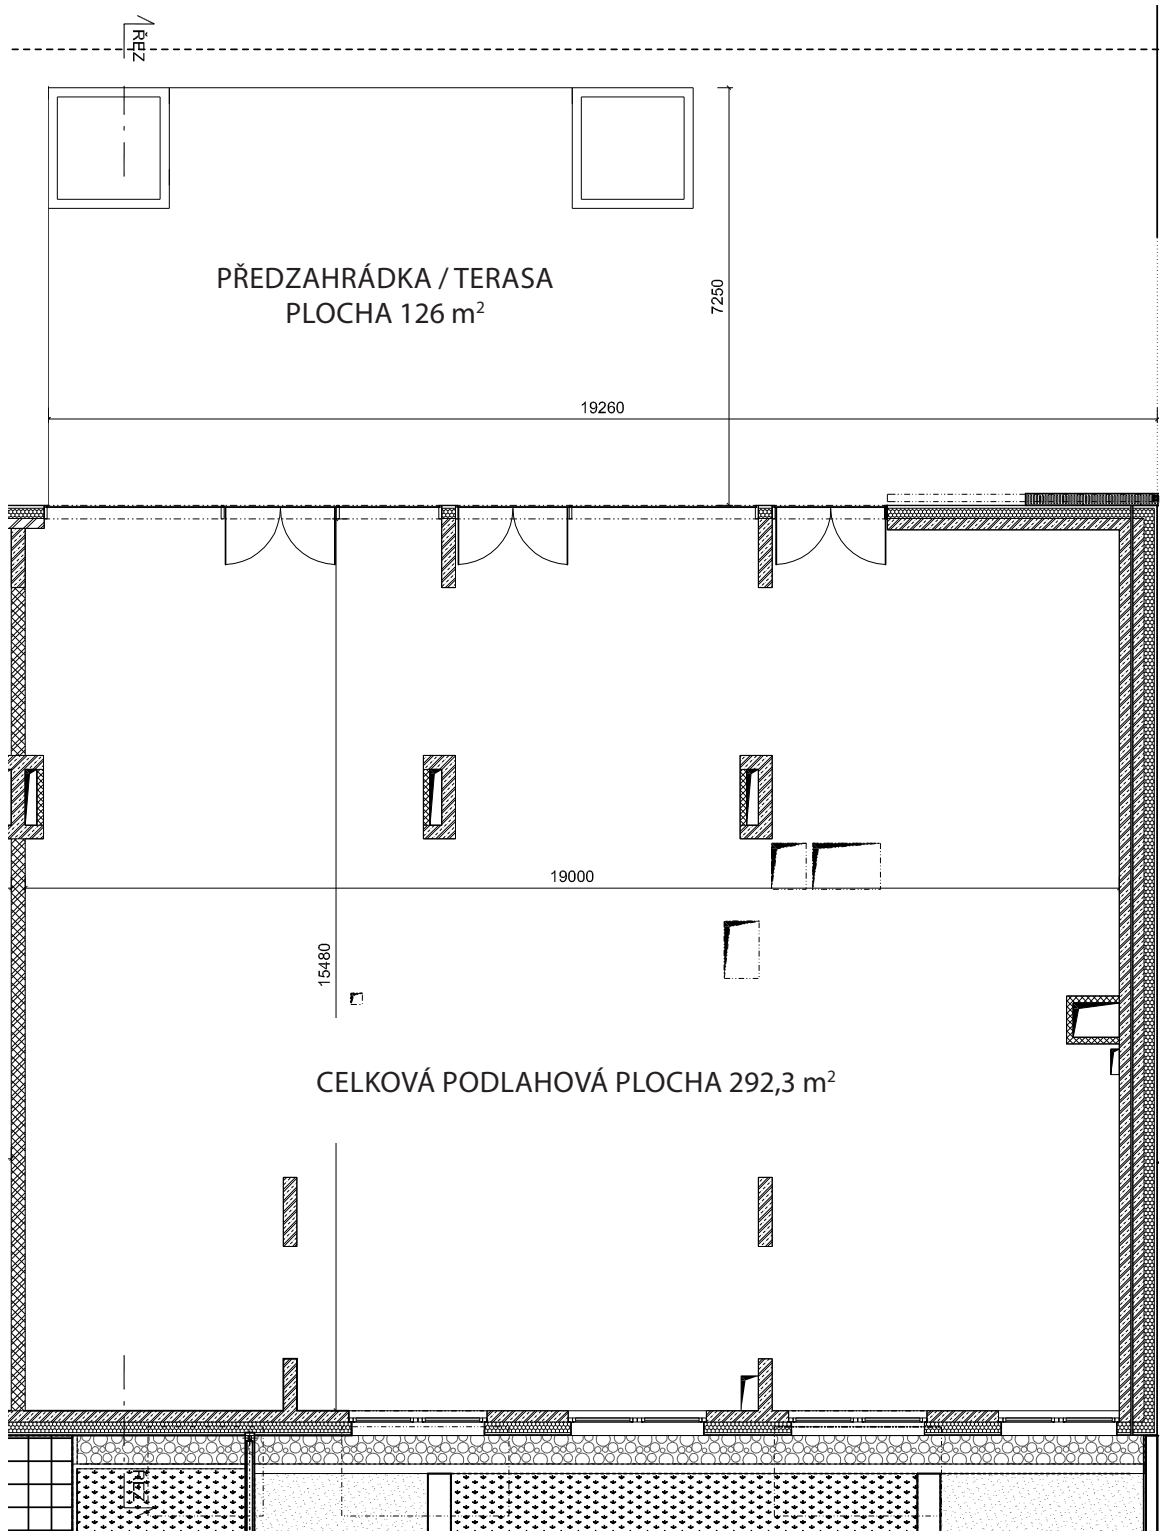 ŘEZ
PŘEDZAHRÁDKA / TERASA
PLOCHA 126 m²
7250
19260
19000
15480
CELKOVÁ PODLAHOVÁ PLOCHA 292,3 m²
ŘEZ